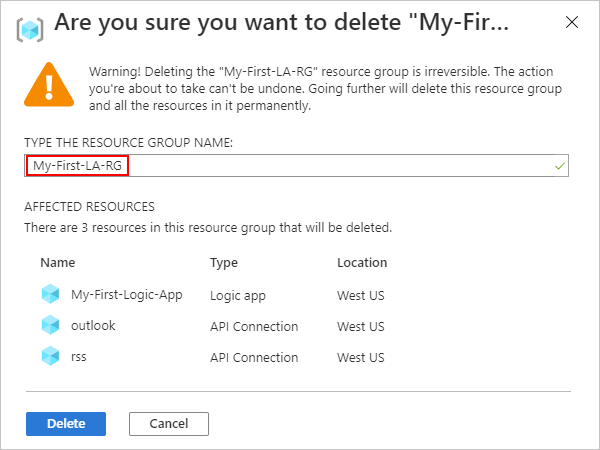 Are you sure you want to delete "My-Fir...
Warning! Deleting the "My-First-LA-RG" resource group is irreversible. The action
you're about to take can't be undone. Going further will delete this resource group
and all the resources in it permanently.
TYPE THE RESOURCE GROUP NAME:
My-First-LA-RG
AFFECTED RESOURCES
There are 3 resources in this resource group that will be deleted.
Name Type Location
My-First-Logic-App Logic app West US
outlook API Connection West US
rss API Connection West US
Delete Cancel